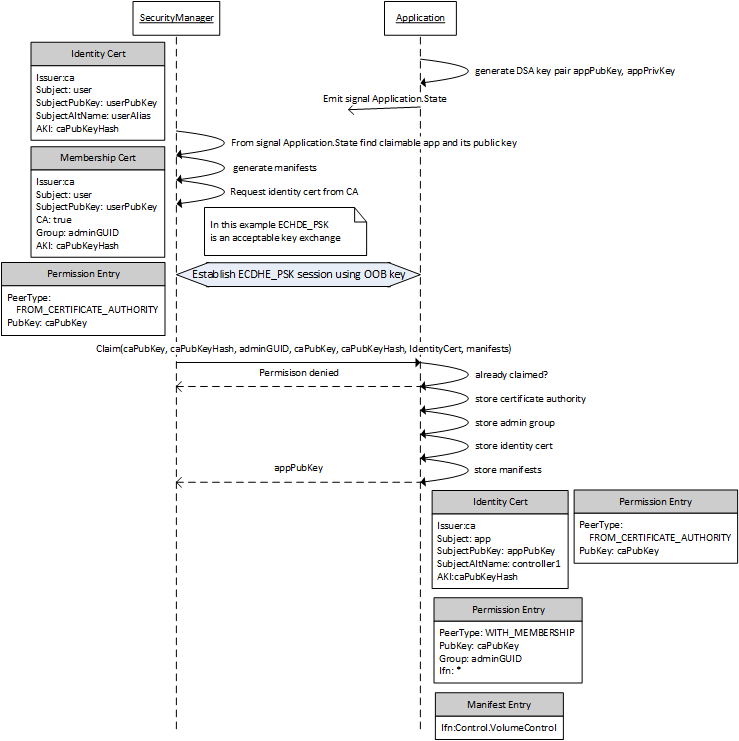 SecurityManager
Application
Identity Cert
Issuer:ca
Subject: user
SubjectPubKey: userPubKey
SubjectAltName: userAlias
AKI: caPubKeyHash
generate DSA key pair appPubKey, appPrivKey
Emit signal Application.State
From signal Application.State find claimable app and its public key
Membership Cert
Issuer:ca
Subject: user
SubjectPubKey: userPubKey
CA: true
Group: adminGUID
AKI: caPubKeyHash
generate manifests
Request identity cert from CA
In this example ECHDE_PSK
is an acceptable key exchange
Permission Entry
PeerType:
FROM_CERTIFICATE_AUTHORITY
PubKey: caPubKey
Establish ECDHE_PSK session using OOB key
Claim(caPubKey, caPubKeyHash, adminGUID, caPubKey, caPubKeyHash, IdentityCert, manifests)
already claimed?
Permisison denied
store certificate authority
store admin group
store identity cert
store manifests
appPubKey
Identity Cert
Issuer:ca
Subject: app
SubjectPubKey: appPubKey
SubjectAltName: controller1
AKI:caPubKeyHash
Permission Entry
PeerType:
FROM_CERTIFICATE_AUTHORITY
PubKey: caPubKey
Permission Entry
PeerType: WITH_MEMBERSHIP
PubKey: caPubKey
Group: adminGUID
Ifn: *
Manifest Entry
Ifn:Control.VolumeControl